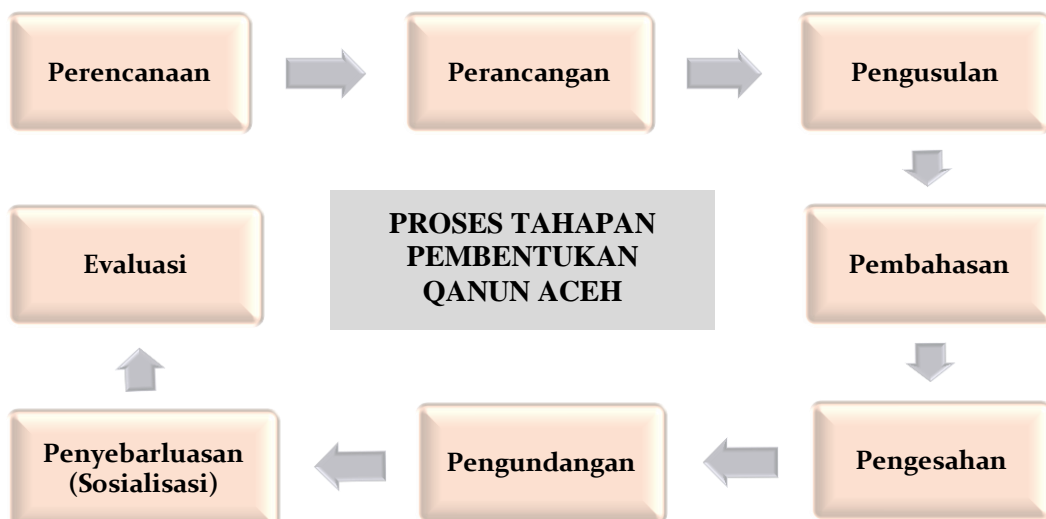 Perencanaan
Perancangan
Pengusulan
Evaluasi
PROSES TAHAPAN
PEMBENTUKAN
QANUN ACEH
Pembahasan
Penyebarluasan
(Sosialisasi)
Pengundangan
Pengesahan